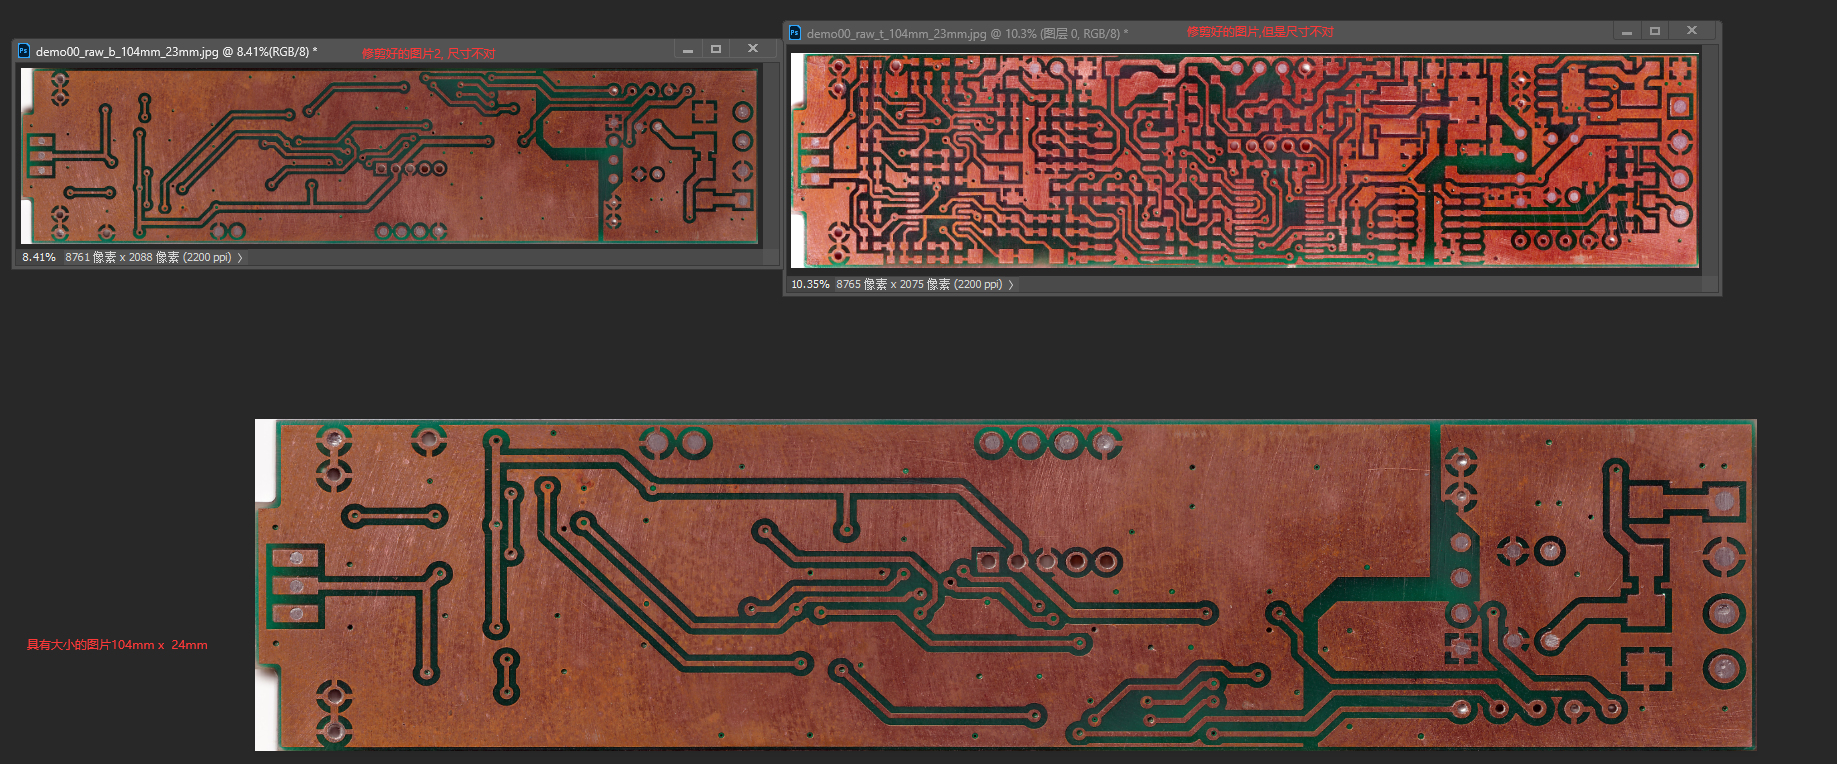 demo00_raw_b_104mm_23mm.jpg @ 8.41%(RGB/8) *
修剪好的图片2, 尺寸不对
8.41% 8761 像素 x 2088 像素 (2200 ppi)
demo00_raw_t_104mm_23mm.jpg @ 10.3% (图层 0, RGB/8) *
修剪好的图片,但是尺寸不对
10.35% 8765 像素 x 2075 像素 (2200 ppi)
具有大小的图片104mm x 24mm